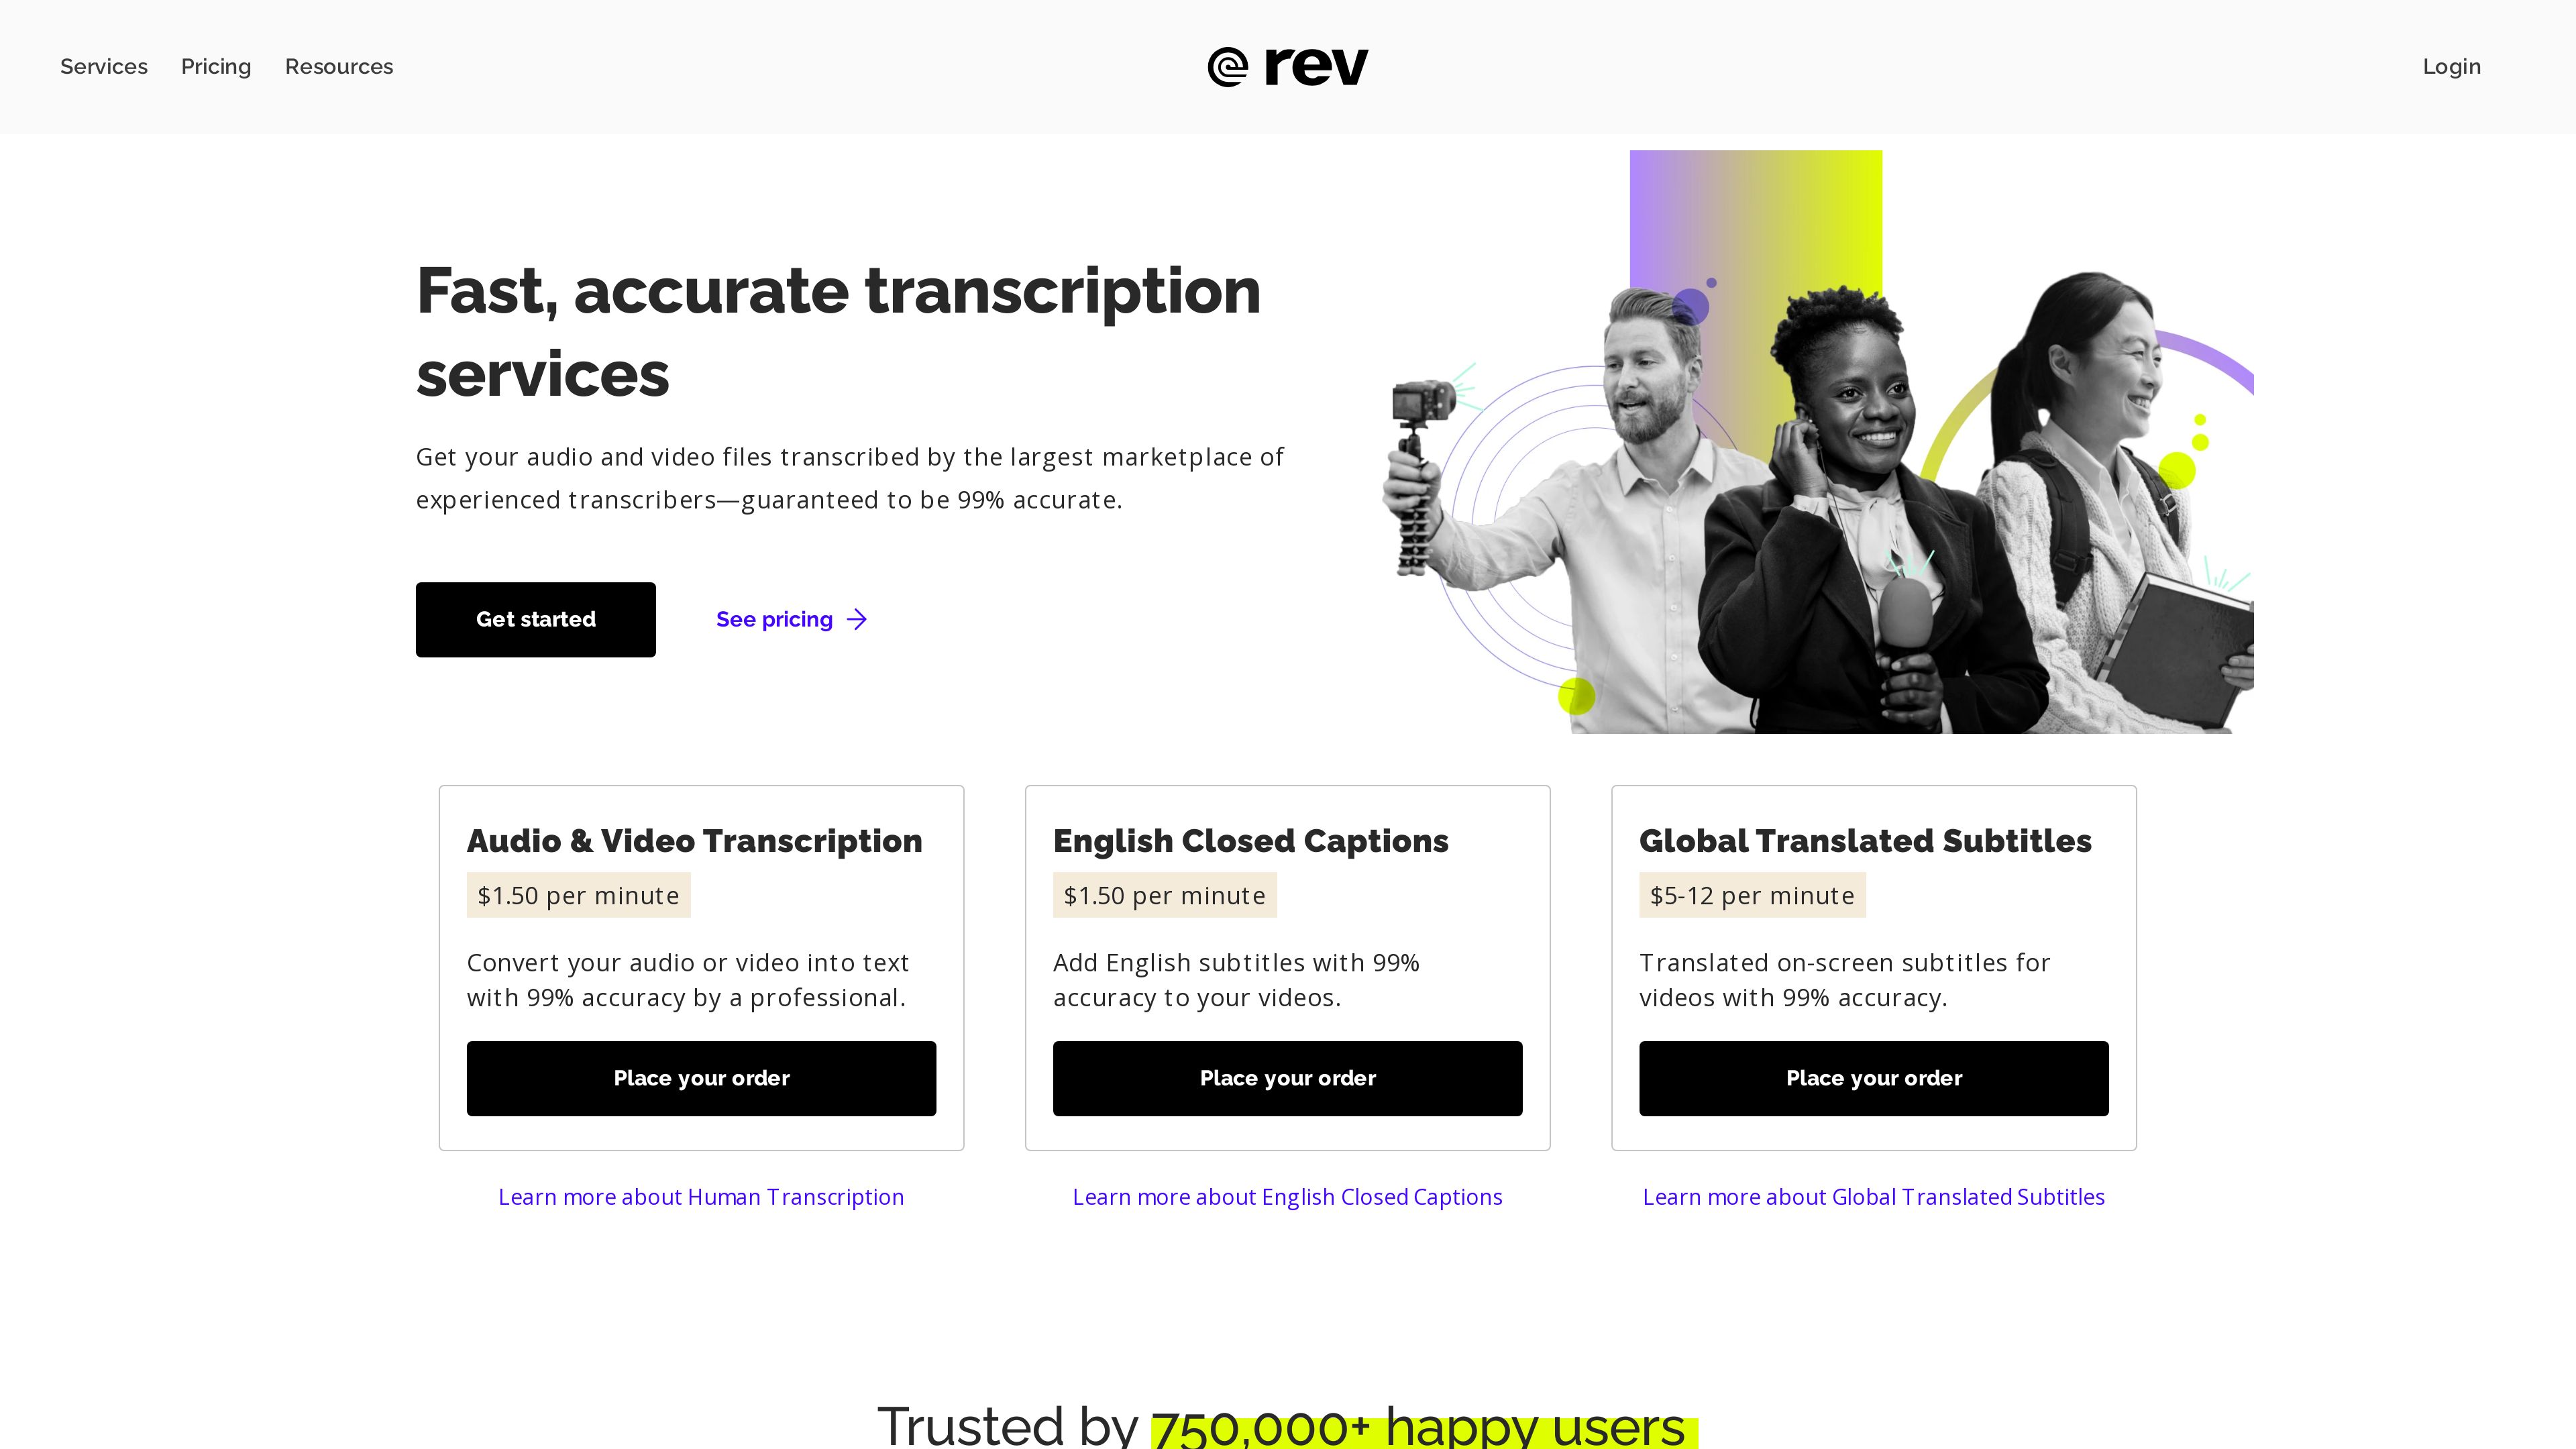 Services Pricing Resources
rev
Login
Fast, accurate transcription
services
Get your audio and video files transcribed by the largest marketplace of
experienced transcribers—guaranteed to be 99% accurate.
Get started
See pricing
Audio & Video Transcription
$1.50 per minute
Convert your audio or video into text
with 99% accuracy by a professional.
Place your order
Learn more about Human Transcription
English Closed Captions
$1.50 per minute
Add English subtitles with 99%
accuracy to your videos.
Place your order
Learn more about English Closed Captions
Global Translated Subtitles
$5-12 per minute
Translated on-screen subtitles for
videos with 99% accuracy.
Place your order
Learn more about Global Translated Subtitles
Trusted by 750,000+ happy users